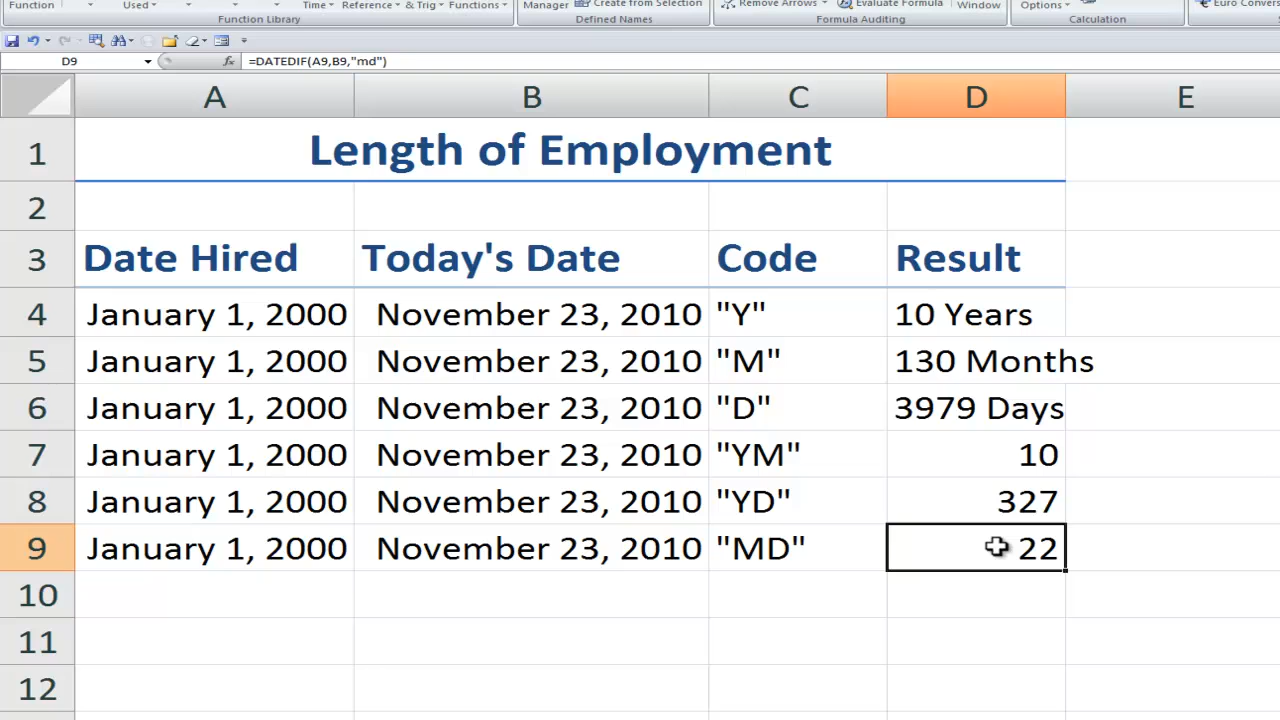 Function Used Time Reference & Trig Functions Manager Create from Selection Remove Arrows Evaluate Formula Window Options Euro Conver
Function Library Defined Names Formula Auditing Calculation
D9 fx =DATEDIF(A9,B9,"md")
A B C D E
1 Length of Employment
2
3 Date Hired Today's Date Code Result
4 January 1, 2000 November 23, 2010 "Y" 10 Years
5 January 1, 2000 November 23, 2010 "M" 130 Months
6 January 1, 2000 November 23, 2010 "D" 3979 Days
7 January 1, 2000 November 23, 2010 "YM" 10
8 January 1, 2000 November 23, 2010 "YD" 327
9 January 1, 2000 November 23, 2010 "MD" 22
10
11
12